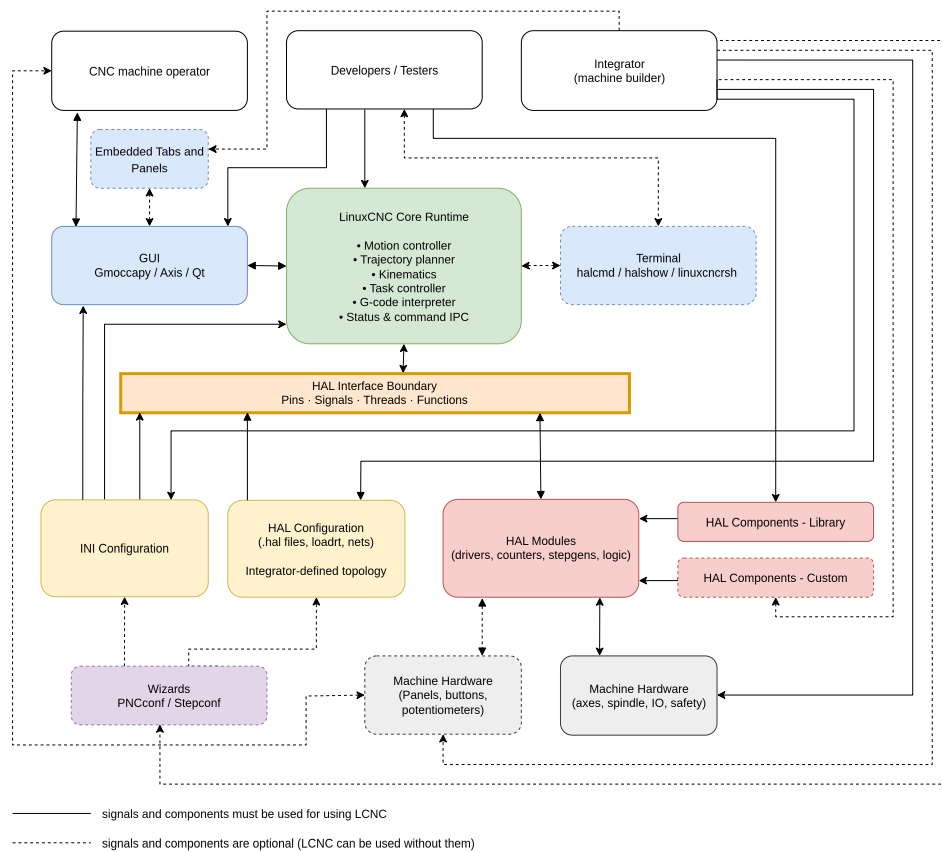 CNC machine operator
Developers / Testers
Integrator
(machine builder)
Embedded Tabs and
Panels
GUI
Gmoccapy / Axis / Qt
LinuxCNC Core Runtime
• Motion controller
• Trajectory planner
• Kinematics
• Task controller
• G-code interpreter
• Status & command IPC
Terminal
halcmd / halshow / linuxcncrsh
HAL Interface Boundary
Pins · Signals · Threads · Functions
INI Configuration
HAL Configuration
(.hal files, loadrt, nets)
Integrator-defined topology
HAL Modules
(drivers, counters, stepgens, logic)
HAL Components - Library
HAL Components - Custom
Wizards
PNCconf / Stepconf
Machine Hardware
(Panels, buttons,
potentiometers)
Machine Hardware
(axes, spindle, IO, safety)
signals and components must be used for using LCNC
signals and components are optional (LCNC can be used without them)